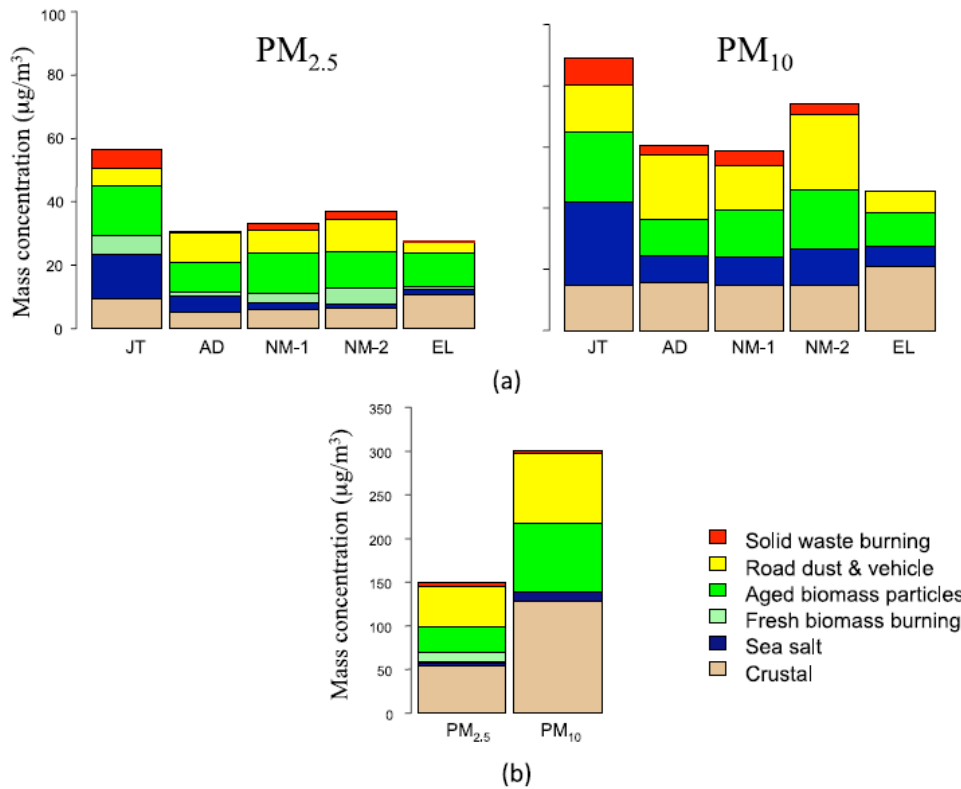 PM2.5
PM10
Mass concentration (µg/m³)
100
80
60
40
20
0
JT AD NM-1 NM-2 EL
JT AD NM-1 NM-2 EL
(a)
Mass concentration (µg/m³)
350
300
250
200
150
100
50
0
PM2.5 PM10
Solid waste burning
Road dust & vehicle
Aged biomass particles
Fresh biomass burning
Sea salt
Crustal
(b)